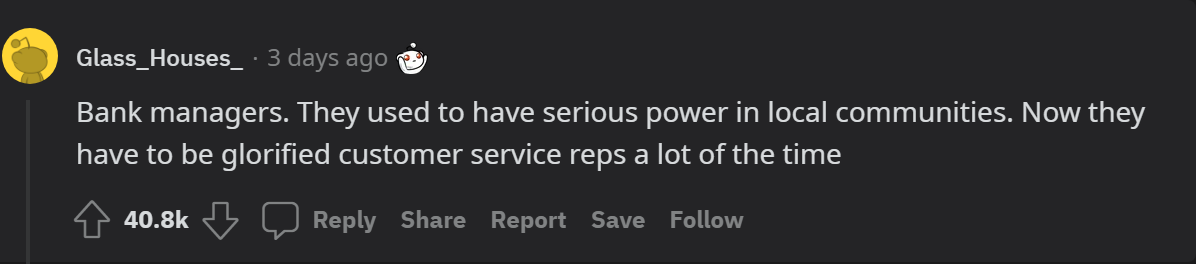 Glass_Houses_ · 3 days ago
Bank managers. They used to have serious power in local communities. Now they
have to be glorified customer service reps a lot of the time
40.8k Reply Share Report Save Follow